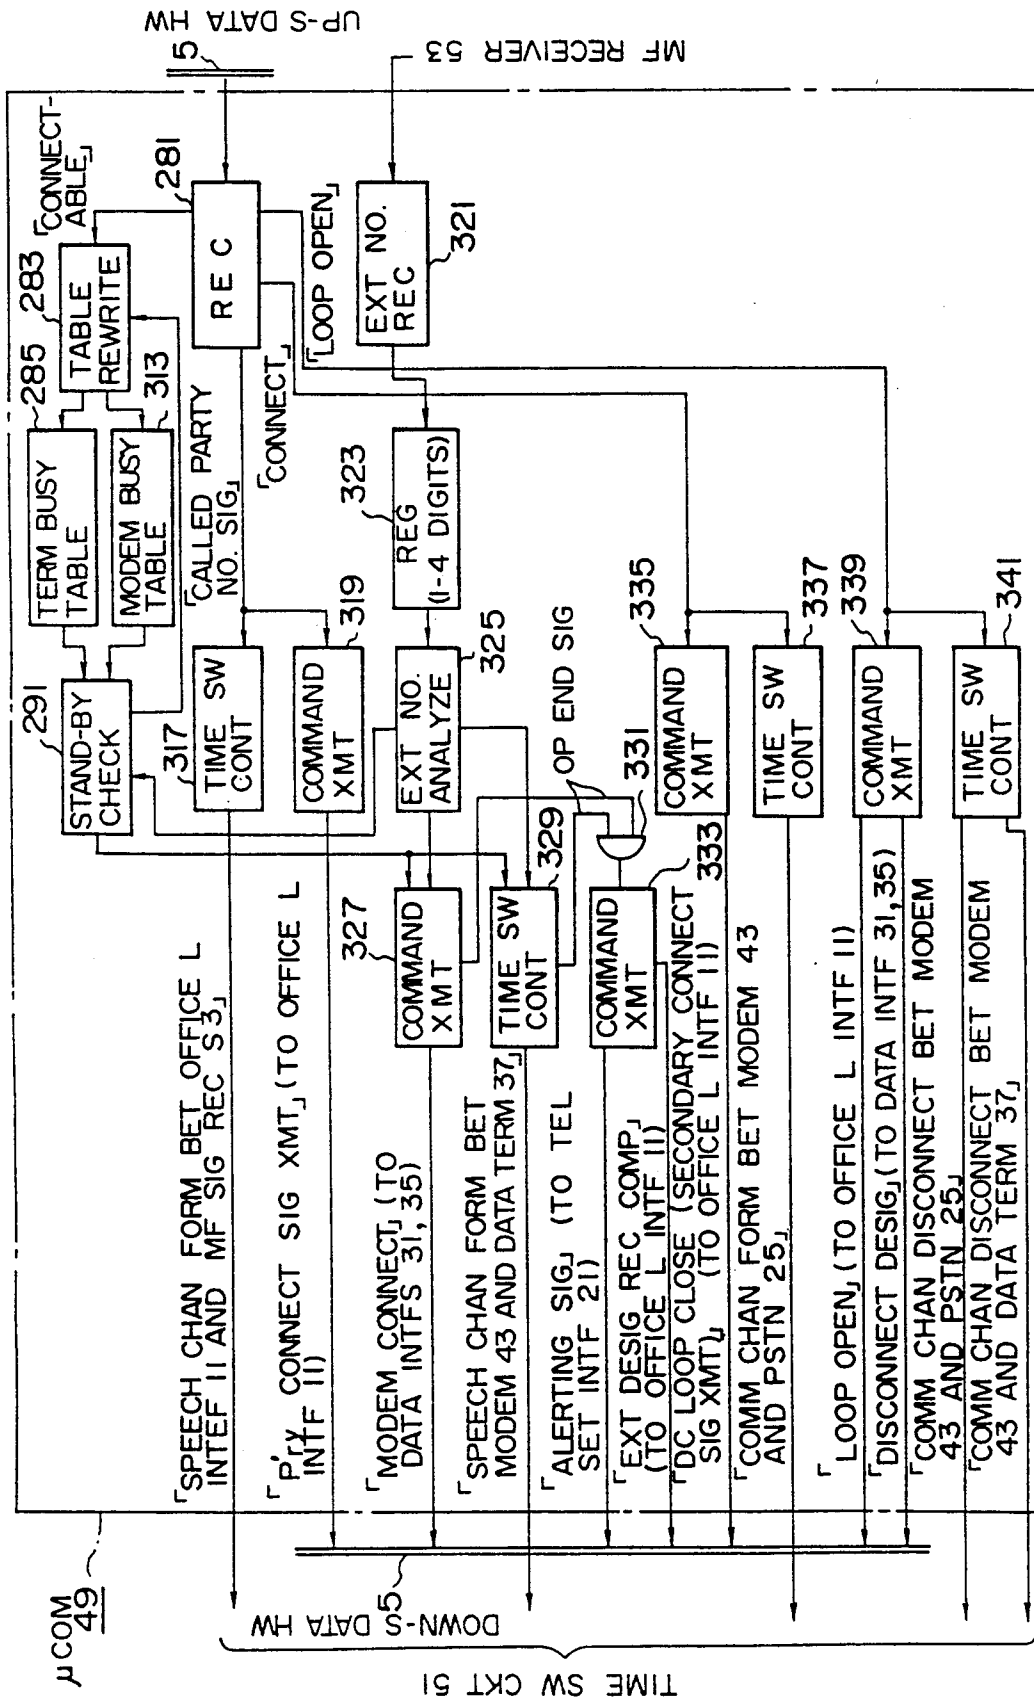 μCOM
49
UP-S DATA HW
5
MF RECEIVER 53
「CONNECT-
ABLE」
281
REC
「LOOP OPEN」
321
EXT NO.
REC
283
TABLE
REWRITE
285
TERM BUSY
TABLE
313
MODEM BUSY
TABLE
「CALLED PARTY
NO. SIG」
「CONNECT」
323
REG
(1-4 DIGITS)
291
STAND-BY
CHECK
317
TIME SW
CONT
319
COMMAND
XMT
325
EXT NO.
ANALYZE
OP END SIG
331
335
COMMAND
XMT
337
TIME SW
CONT
339
COMMAND
XMT
341
TIME SW
CONT
327
COMMAND
XMT
329
TIME SW
CONT
333
COMMAND
XMT
「SPEECH CHAN FORM BET OFFICE L
INTEF 11 AND MF SIG REC S3」
「P'ry CONNECT SIG XMT」(TO OFFICE L
INTF 11)
「MODEM CONNECT」(TO
DATA INTFS 31, 35)
「SPEECH CHAN FORM BET
MODEM 43 AND DATA TERM 37」
「ALERTING SIG」(TO TEL
SET INTF 21)
「EXT DESIG REC COMP」
(TO OFFICE L INTF 11)
「DC LOOP CLOSE (SECONDARY CONNECT
SIG XMT)」(TO OFFICE L INTF 11)
「COMM CHAN FORM BET MODEM 43
AND PSTN 25」
「LOOP OPEN」(TO OFFICE L INTF 11)
「DISCONNECT DESIG」(TO DATA INTF 31,35)
「COMM CHAN DISCONNECT BET MODEM
43 AND PSTN 25」
「COMM CHAN DISCONNECT BET MODEM
43 AND DATA TERM 37」
5
DOWN-S DATA HW
TIME SW CKT 51